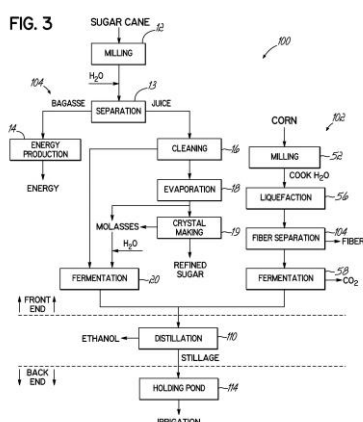 FIG. 3
SUGAR CANE
12
MILLING
100
H₂O
104
13
SEPARATION
BAGASSE
JUICE
14
ENERGY
PRODUCTION
ENERGY
CLEANING
16
EVAPORATION
18
MOLASSES
CRYSTAL
MAKING
19
H₂O
REFINED
SUGAR
FERMENTATION
20
CORN
102
MILLING
52
COOK H₂O
LIQUEFACTION
56
FIBER SEPARATION
104
FIBER
FERMENTATION
58
CO₂
FRONT
END
ETHANOL
DISTILLATION
110
STILLAGE
BACK
END
HOLDING POND
114
IRRIGATION